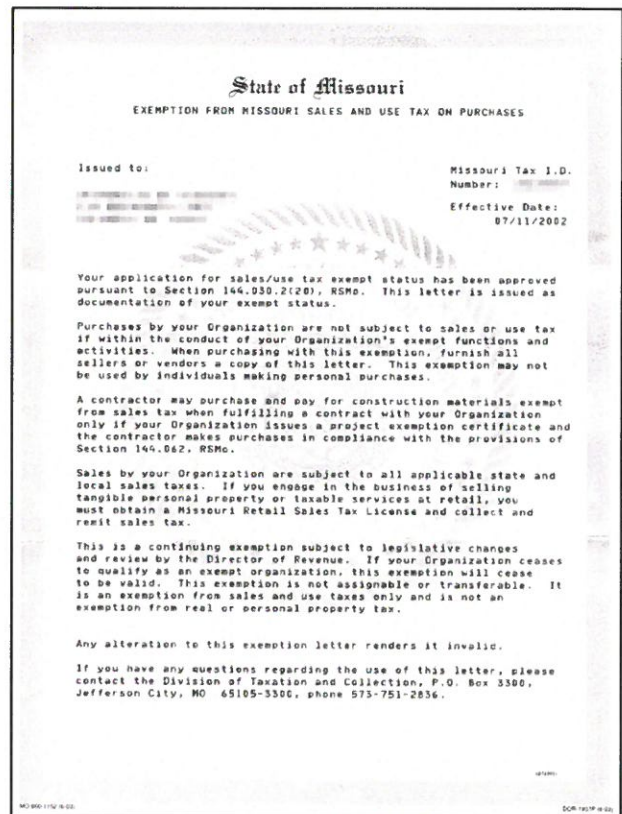 State of Missouri
EXEMPTION FROM MISSOURI SALES AND USE TAX ON PURCHASES
Issued to:
Missouri Tax I.D.
Number:
Effective Date:
07/11/2002
Your application for sales/use tax exempt status has been approved
pursuant to Section 144.030.2(20), RSMo. This letter is issued as
documentation of your exempt status.
Purchases by your Organization are not subject to sales or use tax
if within the conduct of your Organization's exempt functions and
activities. When purchasing with this exemption, furnish all
sellers or vendors a copy of this letter. This exemption may not
be used by individuals making personal purchases.
A contractor may purchase and pay for construction materials exempt
from sales tax when fulfilling a contract with your Organization
only if your Organization issues a project exemption certificate and
the contractor makes purchases in compliance with the provisions of
Section 144.062, RSMo.
Sales by your Organization are subject to all applicable state and
local sales taxes. If you engage in the business of selling
tangible personal property or taxable services at retail, you
must obtain a Missouri Retail Sales Tax License and collect and
remit sales tax.
This is a continuing exemption subject to legislative changes
and review by the Director of Revenue. If your Organization ceases
to qualify as an exempt organization, this exemption will cease
to be valid. This exemption is not assignable or transferable. It
is an exemption from sales and use taxes only and is not an
exemption from real or personal property tax.
Any alteration to this exemption letter renders it invalid.
If you have any questions regarding the use of this letter, please
contact the Division of Taxation and Collection, P.O. Box 3300,
Jefferson City, MO 65105-3300, phone 573-751-2836.